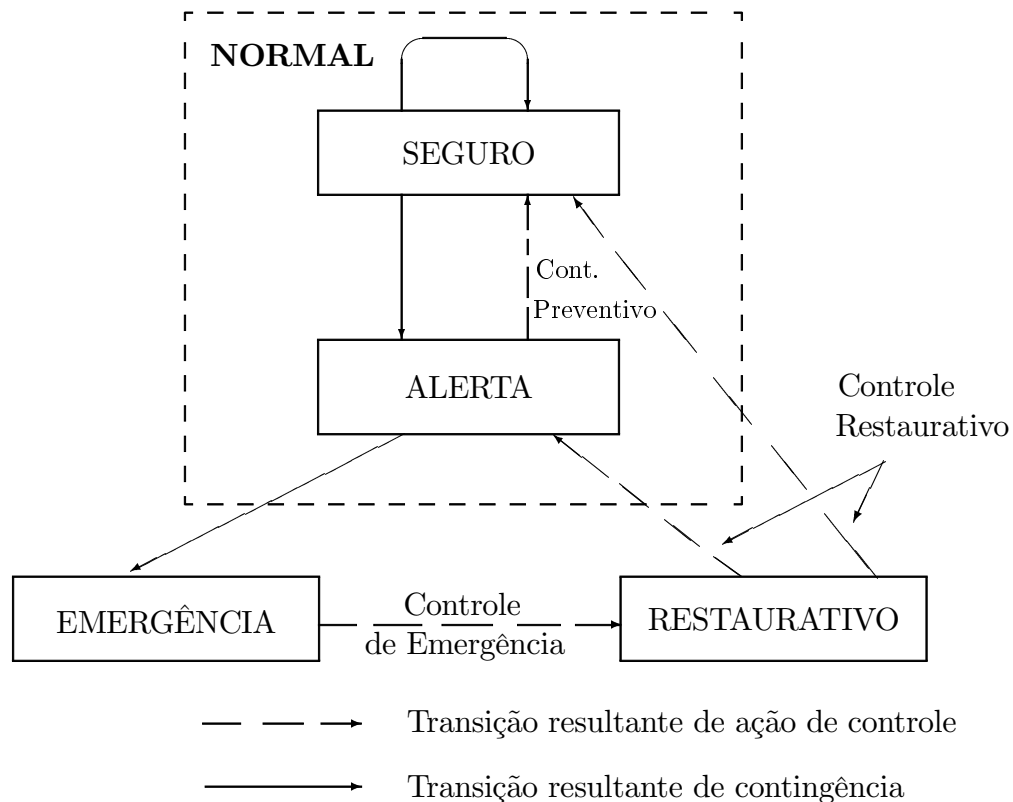 NORMAL
SEGURO
Cont.
Preventivo
ALERTA
Controle
Restaurativo
EMERGÊNCIA
Controle
de Emergência
RESTAURATIVO
Transição resultante de ação de controle
Transição resultante de contingência